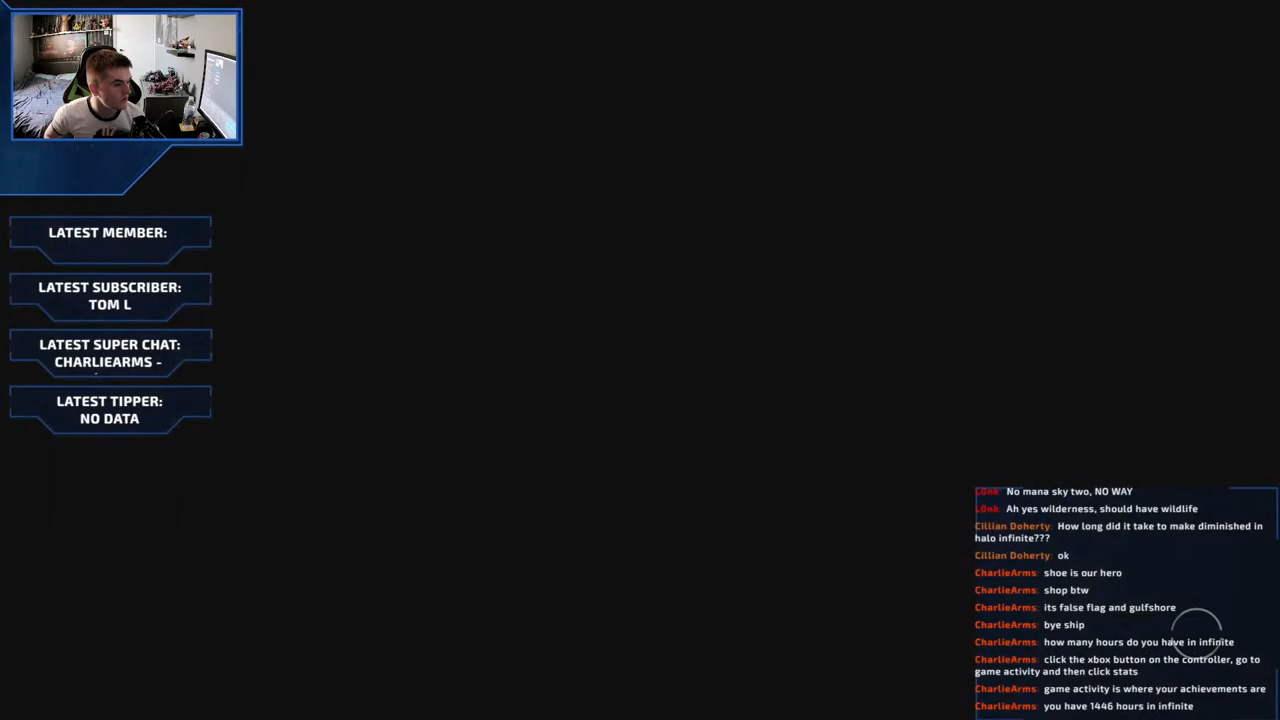 LATEST MEMBER:
LATEST SUBSCRIBER:
TOM L
LATEST SUPER CHAT:
CHARLIEARMS -
LATEST TIPPER:
NO DATA
L0nk: No mana sky two, NO WAY
L0nk: Ah yes wilderness, should have wildlife
Cillian Doherty: How long did it take to make diminished in
halo infinite???
Cillian Doherty: ok
CharlieArms: shoe is our hero
CharlieArms: shop btw
CharlieArms: its false flag and gulfshore
CharlieArms: bye ship
CharlieArms: how many hours do you have in infinite
CharlieArms: click the xbox button on the controller, go to
game activity and then click stats
CharlieArms: game activity is where your achievements are
CharlieArms: you have 1446 hours in infinite